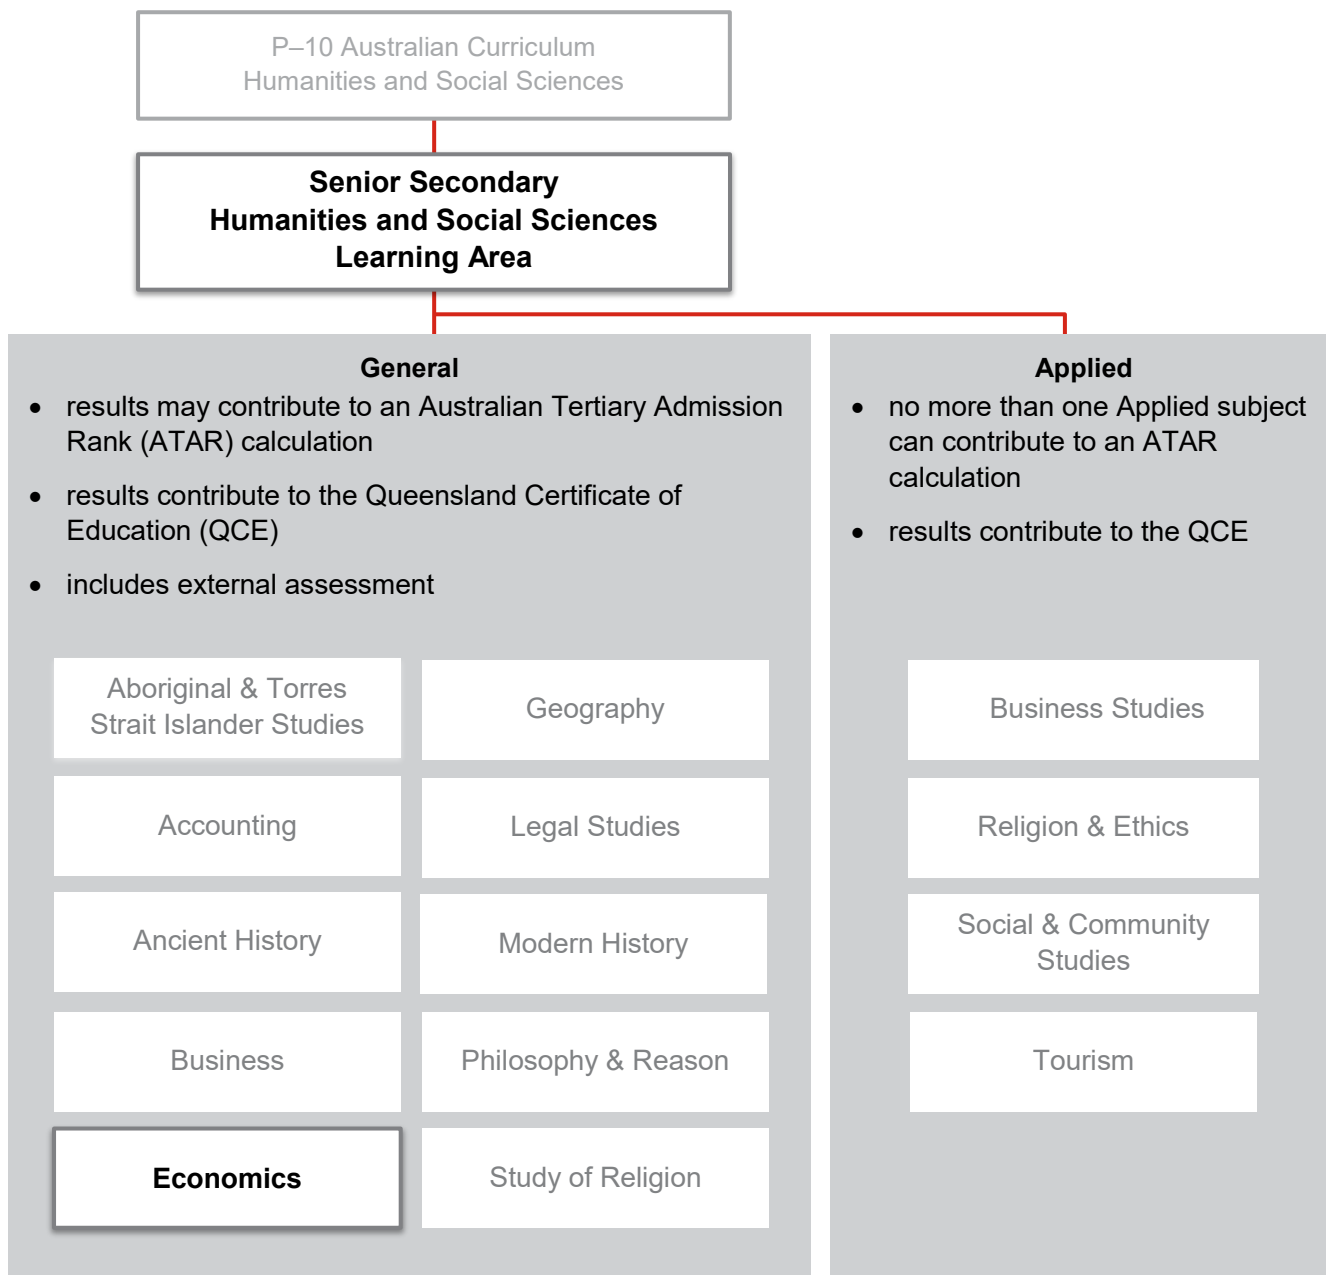 P–10 Australian Curriculum
Humanities and Social Sciences
Senior Secondary
Humanities and Social Sciences
Learning Area
General
• results may contribute to an Australian Tertiary Admission
Rank (ATAR) calculation
• results contribute to the Queensland Certificate of
Education (QCE)
• includes external assessment
Aboriginal & Torres
Strait Islander Studies
Geography
Accounting
Legal Studies
Ancient History
Modern History
Business
Philosophy & Reason
Economics
Study of Religion
Applied
• no more than one Applied subject
can contribute to an ATAR
calculation
• results contribute to the QCE
Business Studies
Religion & Ethics
Social & Community
Studies
Tourism